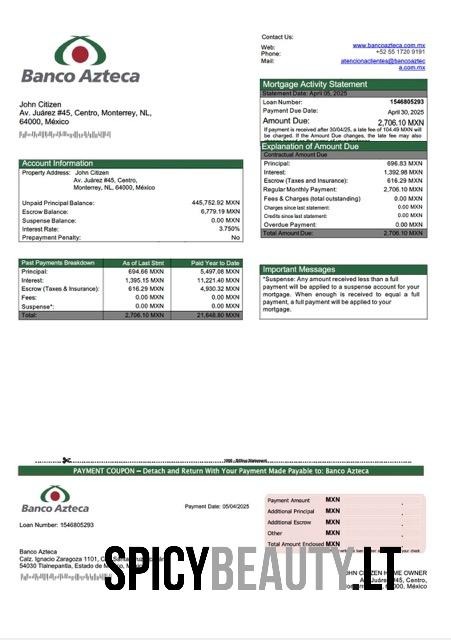 Contact Us:
Web: www.bancoazteca.com.mx
Phone: +52 55 1720 9191
Mail: atencionaclientes@bancoaztec
a.com.mx
Banco Azteca
Mortgage Activity Statement
Statement Date: April 05, 2025
Loan Number: 1546805293
Payment Due Date: April 30, 2025
Amount Due: 2,706.10 MXN
If payment is received after 30/04/25, a late fee of 104.49 MXN will
be charged. If the Amount Due changes, the late fee may also
John Citizen
Av. Juárez #45, Centro, Monterrey, NL,
64000, México
Explanation of Amount Due
Contractual Amount Due
Principal: 696.83 MXN
Interest: 1,392.98 MXN
Escrow (Taxes and Insurance): 616.29 MXN
Regular Monthly Payment: 2,706.10 MXN
Fees & Charges (total outstanding) 0.00 MXN
Charges since last statement: 0.00 MXN
Credits since last statement: 0.00 MXN
Overdue Payment: 0.00 MXN
Total Amount Due: 2,706.10 MXN
Account Information
Property Address: John Citizen
Av. Juárez #45, Centro,
Monterrey, NL, 64000, México
Unpaid Principal Balance: 445,752.92 MXN
Escrow Balance: 6,779.19 MXN
Suspense Balance: 0.00 MXN
Interest Rate: 3.750%
Prepayment Penalty: No
Past Payments Breakdown As of Last Stmt Paid Year to Date
Principal: 694.66 MXN 5,497.08 MXN
Interest: 1,395.15 MXN 11,221.40 MXN
Escrow (Taxes & Insurance): 616.29 MXN 4,930.32 MXN
Fees: 0.00 MXN 0.00 MXN
Suspense*: 0.00 MXN 0.00 MXN
Total: 2,706.10 MXN 21,648.80 MXN
Important Messages
*Suspense: Any amount received less than a full
payment will be applied to a suspense account for your
mortgage. When enough is received to equal a full
payment, a full payment will be applied to your
mortgage.
PAYMENT COUPON – Detach and Return With Your Payment Made Payable to: Banco Azteca
Banco Azteca
Payment Date: 05/04/2025
Loan Number: 1546805293
Payment Amount MXN .
Additional Principal MXN .
Additional Escrow MXN .
Other MXN .
Total Amount Enclosed MXN
Banco Azteca
Calz. Ignacio Zaragoza 1101,
54030 Tlalnepantla, Estado de
JOHN CITIZEN HOME OWNER
Av. Juárez #45, Centro,
Monterrey, NL, 64000, México
SPICYBEAUTY.LT